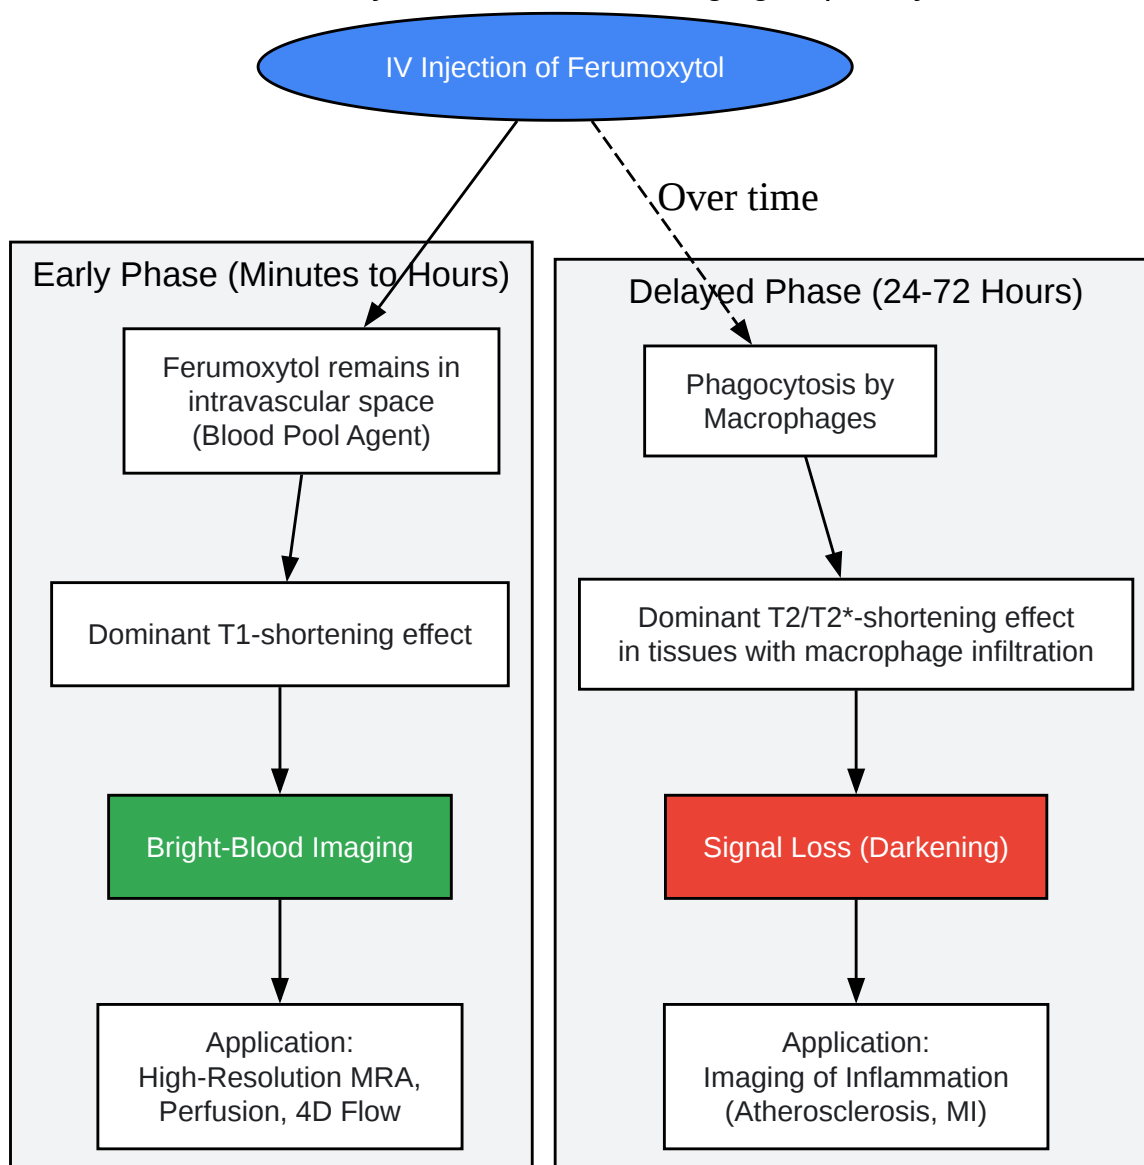 IV Injection of Ferumoxytol
Over time
Early Phase (Minutes to Hours)
Ferumoxytol remains in
intravascular space
(Blood Pool Agent)
Dominant T1-shortening effect
Bright-Blood Imaging
Application:
High-Resolution MRA,
Perfusion, 4D Flow
Delayed Phase (24-72 Hours)
Phagocytosis by
Macrophages
Dominant T2/T2*-shortening effect
in tissues with macrophage infiltration
Signal Loss (Darkening)
Application:
Imaging of Inflammation
(Atherosclerosis, MI)